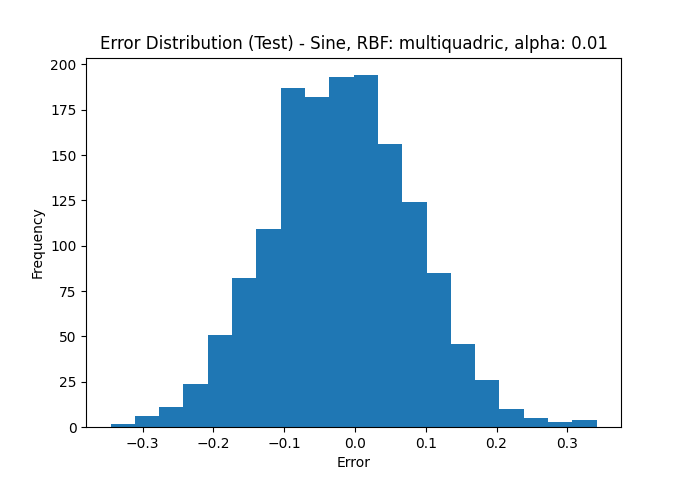 Error Distribution (Test) - Sine, RBF: multiquadric, alpha: 0.01
200
175
150
125
100
75
50
25
0
Frequency
−0.3 −0.2 −0.1 0.0 0.1 0.2 0.3
Error